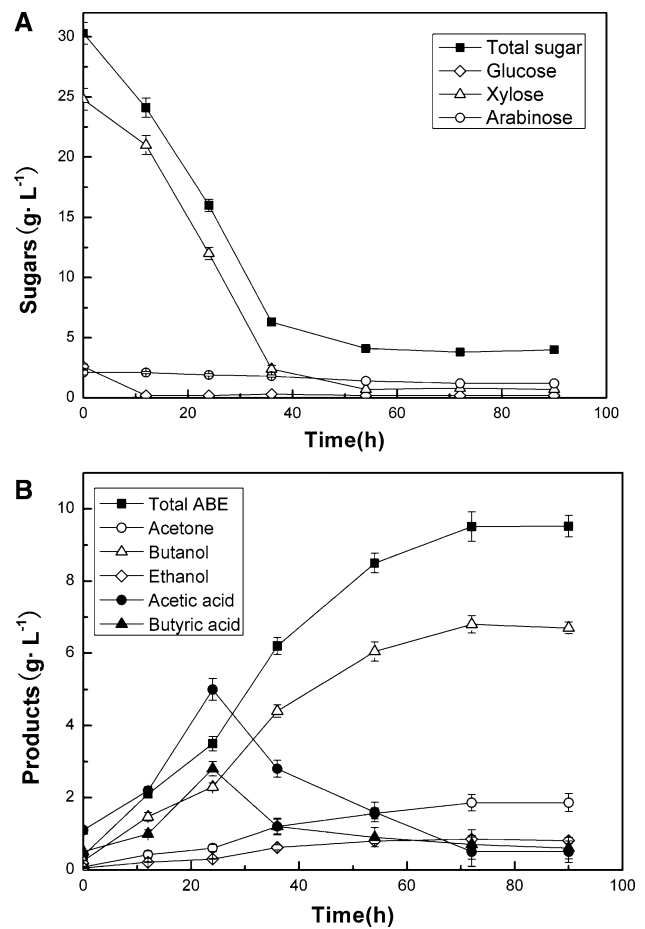 A
30
25
20
15
10
5
0
Sugars (g· L⁻¹)
Total sugar
Glucose
Xylose
Arabinose
0 20 40 60 80 100
Time(h)
B
10
8
6
4
2
0
Products (g· L⁻¹)
Total ABE
Acetone
Butanol
Ethanol
Acetic acid
Butyric acid
0 20 40 60 80 100
Time(h)